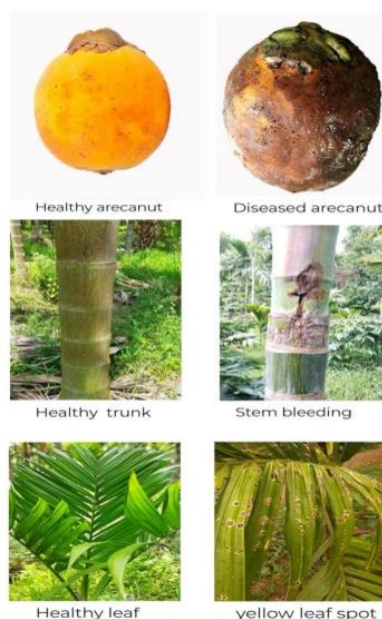 Healthy arecanut
Diseased arecanut
Healthy trunk
Stem bleeding
Healthy leaf
yellow leaf spot